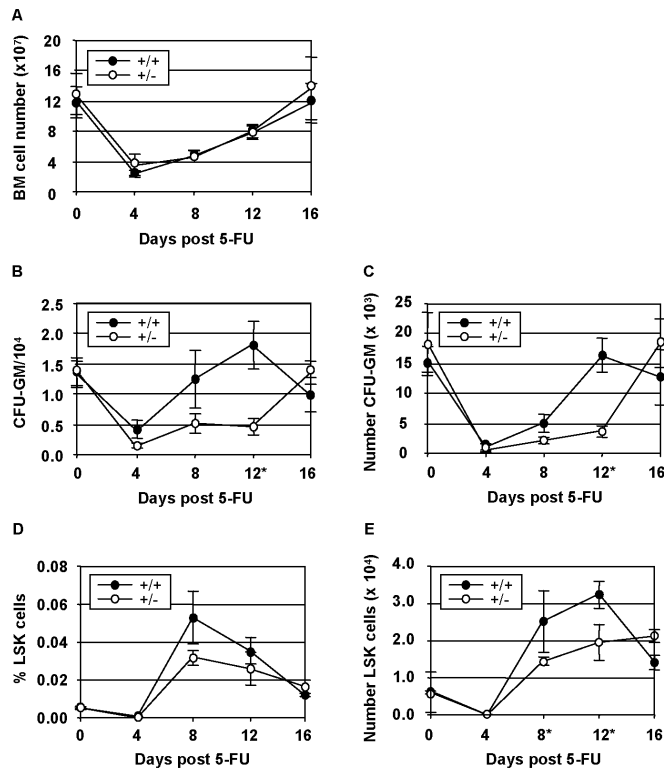 A
BM cell number (x10⁷)
20
16
12
8
4
0
+/+
+/-
0 4 8 12 16
Days post 5-FU
B
CFU-GM/10⁴
2.5
2.0
1.5
1.0
0.5
0.0
+/+
+/-
0 4 8 12* 16
Days post 5-FU
C
Number CFU-GM (x 10³)
25
20
15
10
5
0
+/+
+/-
0 4 8 12* 16
Days post 5-FU
D
% LSK cells
0.08
0.06
0.04
0.02
0.00
+/+
+/-
0 4 8 12 16
Days post 5-FU
E
Number LSK cells (x 10⁴)
4.0
3.0
2.0
1.0
0.0
+/+
+/-
0 4 8* 12* 16
Days post 5-FU